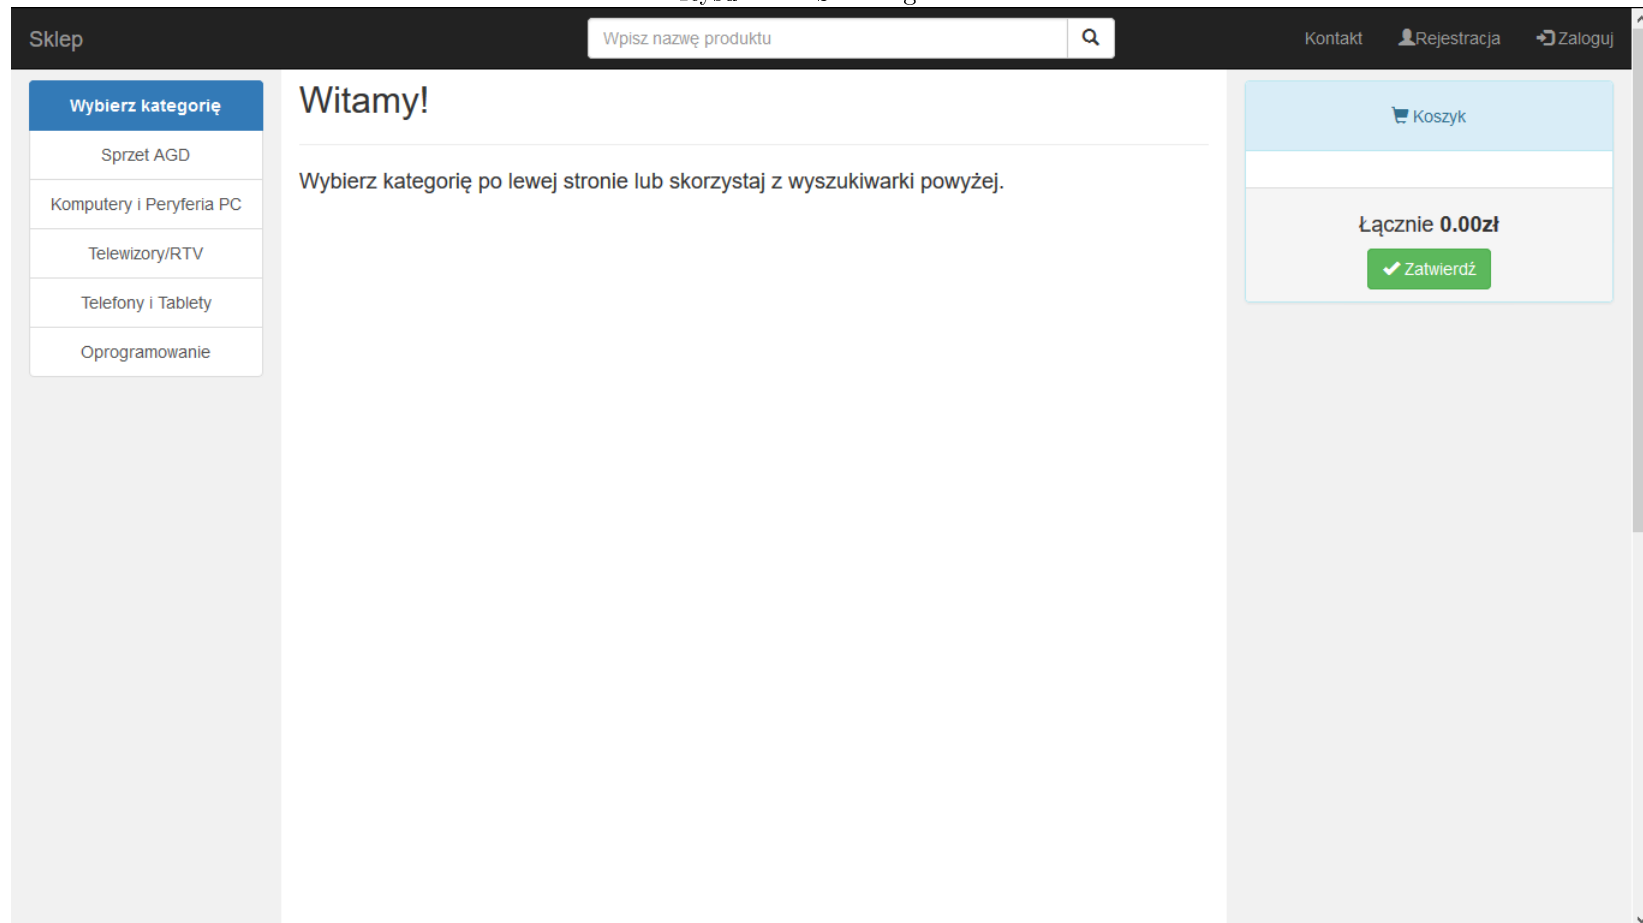 Sklep
Wpisz nazwę produktu
Kontakt
Rejestracja
Zaloguj
Wybierz kategorię
Sprzet AGD
Komputery i Peryferia PC
Telewizory/RTV
Telefony i Tablety
Oprogramowanie
Witamy!
Wybierz kategorię po lewej stronie lub skorzystaj z wyszukiwarki powyżej.
Koszyk
Łącznie 0.00zł
Zatwierdź